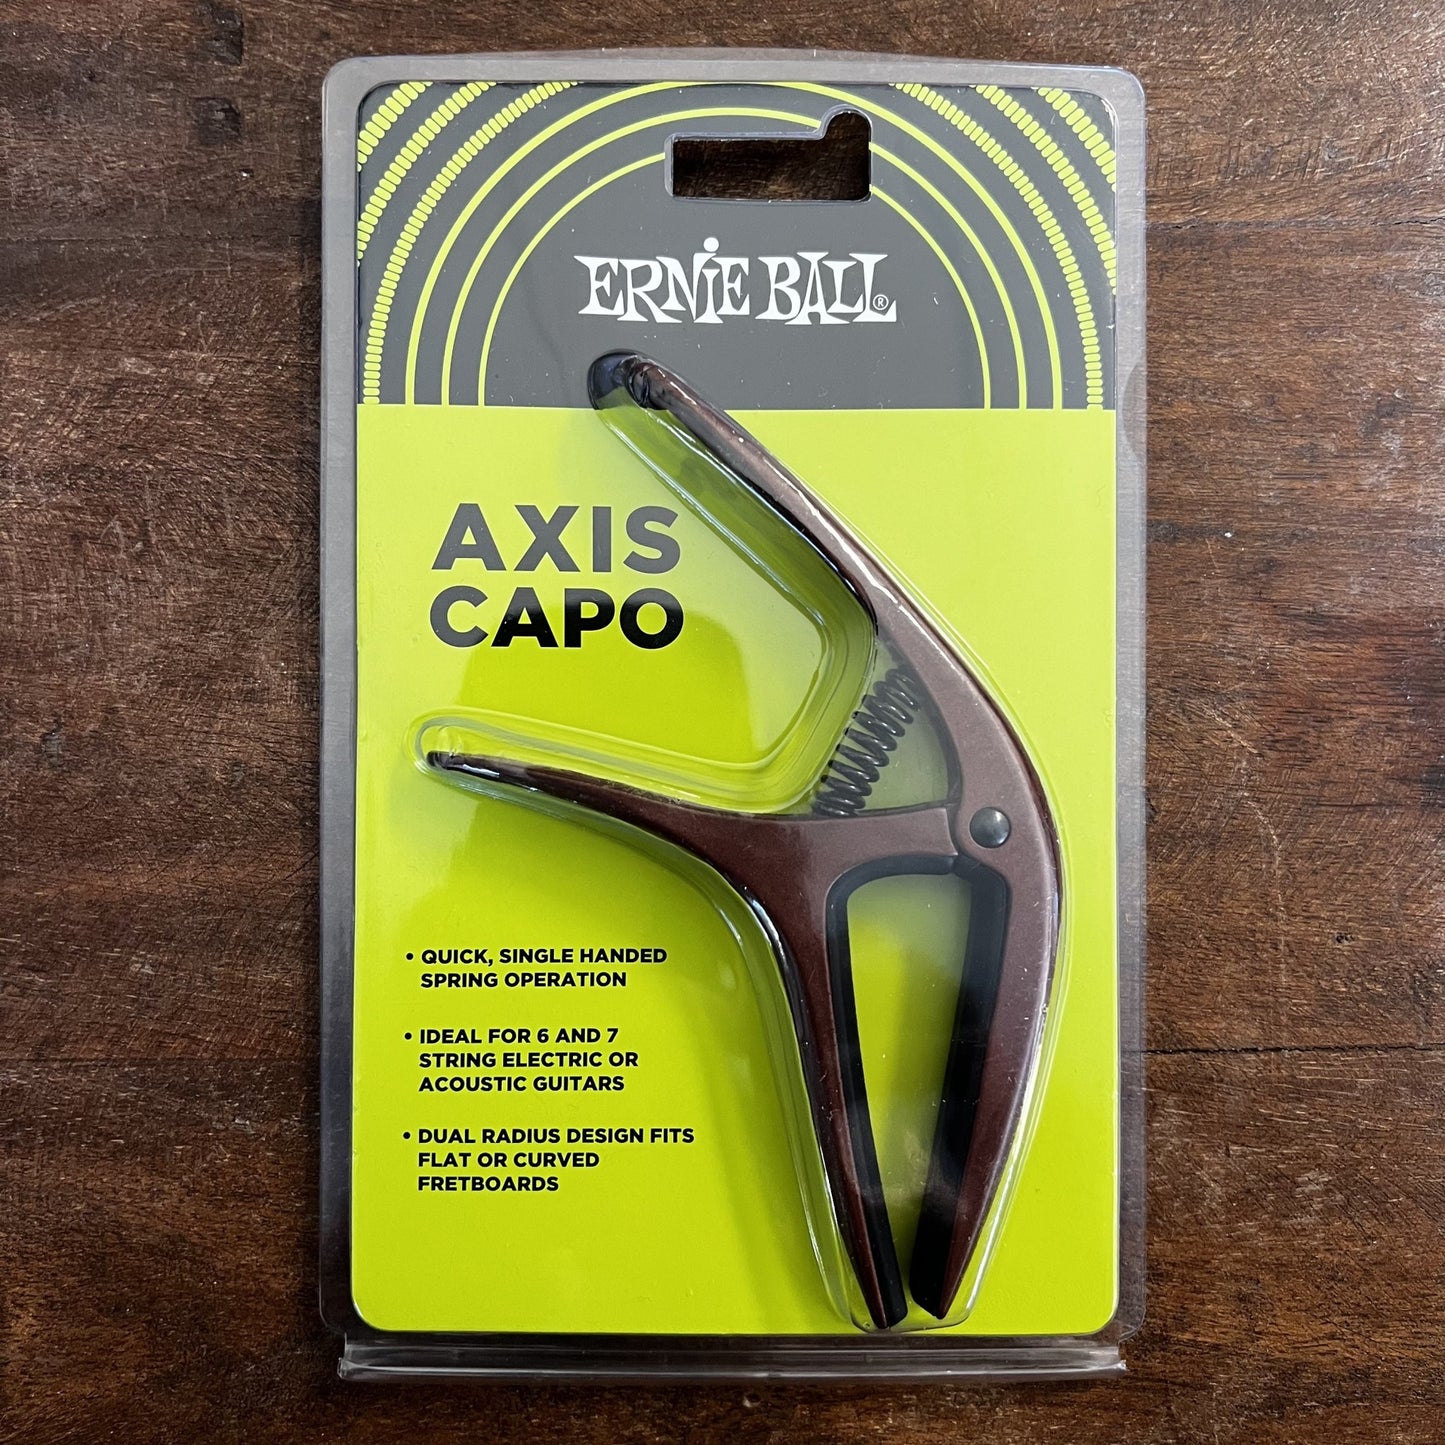 ERNIE BALL®
AXIS
CAPO
• QUICK, SINGLE HANDED
SPRING OPERATION
• IDEAL FOR 6 AND 7
STRING ELECTRIC OR
ACOUSTIC GUITARS
• DUAL RADIUS DESIGN FITS
FLAT OR CURVED
FRETBOARDS